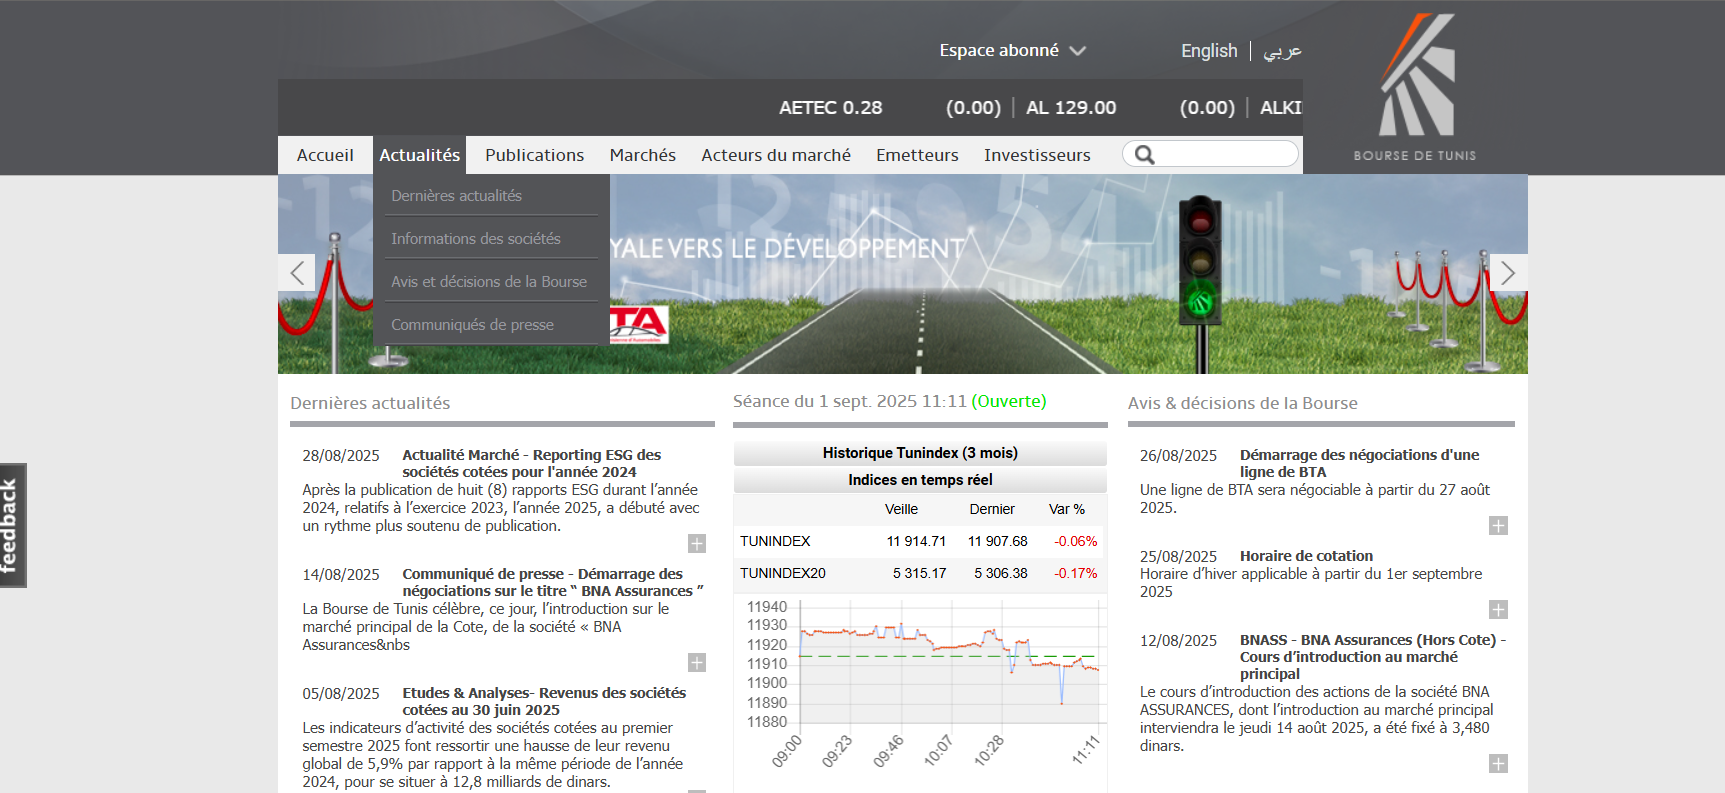 Espace abonné
English
عربي
AETEC 0.28 (0.00) AL 129.00 (0.00) ALKI
BOURSE DE TUNIS
Accueil Actualités Publications Marchés Acteurs du marché Emetteurs Investisseurs
Dernières actualités
Informations des sociétés
Avis et décisions de la Bourse
Communiqués de presse
YALE VERS LE DÉVELOPPEMENT
TA
feedback
Dernières actualités
28/08/2025 Actualité Marché - Reporting ESG des
sociétés cotées pour l'année 2024
Après la publication de huit (8) rapports ESG durant l’année
2024, relatifs à l’exercice 2023, l’année 2025, a débuté avec
un rythme plus soutenu de publication.
14/08/2025 Communiqué de presse - Démarrage des
négociations sur le titre “ BNA Assurances ”
La Bourse de Tunis célèbre, ce jour, l’introduction sur le
marché principal de la Cote, de la société « BNA
Assurances&nbs
05/08/2025 Etudes & Analyses- Revenus des sociétés
cotées au 30 juin 2025
Les indicateurs d’activité des sociétés cotées au premier
semestre 2025 font ressortir une hausse de leur revenu
global de 5,9% par rapport à la même période de l’année
2024, pour se situer à 12,8 milliards de dinars.
Séance du 1 sept. 2025 11:11 (Ouverte)
Historique Tunindex (3 mois)
Indices en temps réel
Veille Dernier Var %
TUNINDEX 11 914.71 11 907.68 -0.06%
TUNINDEX20 5 315.17 5 306.38 -0.17%
11940
11930
11920
11910
11900
11890
11880
09:00 09:23 09:46 10:07 10:28 11:11
Avis & décisions de la Bourse
26/08/2025 Démarrage des négociations d'une
ligne de BTA
Une ligne de BTA sera négociable à partir du 27 août
2025.
25/08/2025 Horaire de cotation
Horaire d’hiver applicable à partir du 1er septembre
2025
12/08/2025 BNASS - BNA Assurances (Hors Cote) -
Cours d’introduction au marché
principal
Le cours d’introduction des actions de la société BNA
ASSURANCES, dont l’introduction au marché principal
interviendra le jeudi 14 août 2025, a été fixé à 3,480
dinars.